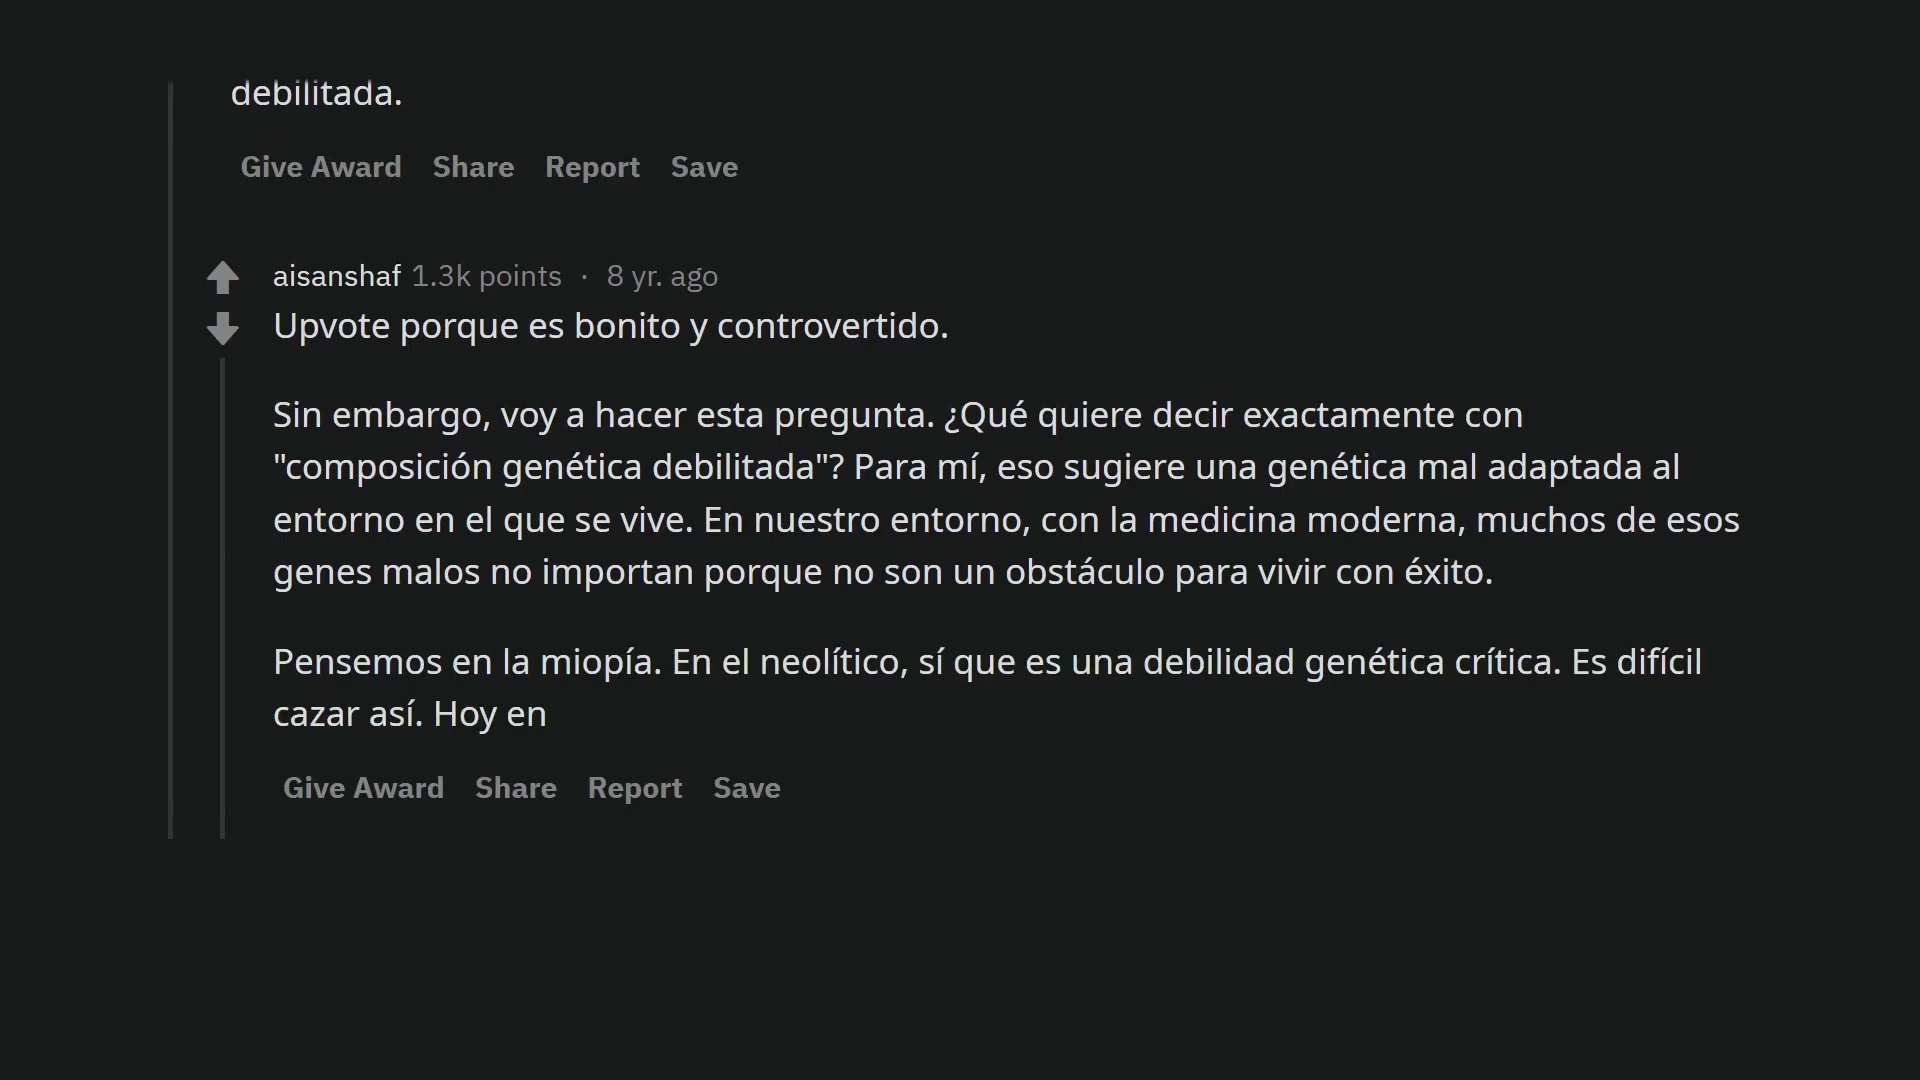 debilitada.
Give Award Share Report Save
aisanshaf 1.3k points · 8 yr. ago
Upvote porque es bonito y controvertido.
Sin embargo, voy a hacer esta pregunta. ¿Qué quiere decir exactamente con
"composición genética debilitada"? Para mí, eso sugiere una genética mal adaptada al
entorno en el que se vive. En nuestro entorno, con la medicina moderna, muchos de esos
genes malos no importan porque no son un obstáculo para vivir con éxito.
Pensemos en la miopía. En el neolítico, sí que es una debilidad genética crítica. Es difícil
cazar así. Hoy en
Give Award Share Report Save